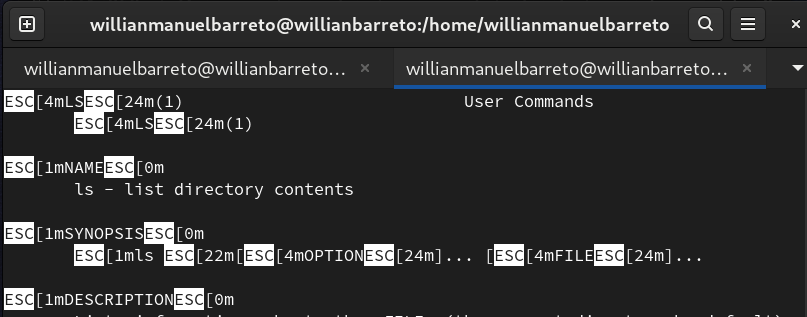 willianmanuelbarreto@willianbarreto:/home/willianmanuelbarreto
willianmanuelbarreto@willianbarreto... × willianmanuelbarreto@willianbarreto... ×
ESC[4mLSESC[24m(1) User Commands
ESC[4mLSESC[24m(1)
ESC[1mNAMEESC[0m
ls - list directory contents
ESC[1mSYNOPSISESC[0m
ESC[1mls ESC[22m[ESC[4mOPTIONESC[24m]... [ESC[4mFILEESC[24m]...
ESC[1mDESCRIPTIONESC[0m